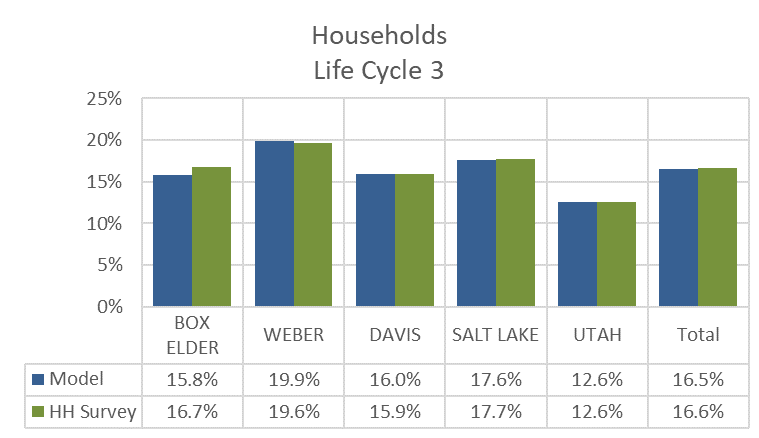 Households
Life Cycle 3
25%
20%
15%
10%
5%
0%
BOX ELDER WEBER DAVIS SALT LAKE UTAH Total
Model 15.8% 19.9% 16.0% 17.6% 12.6% 16.5%
HH Survey 16.7% 19.6% 15.9% 17.7% 12.6% 16.6%